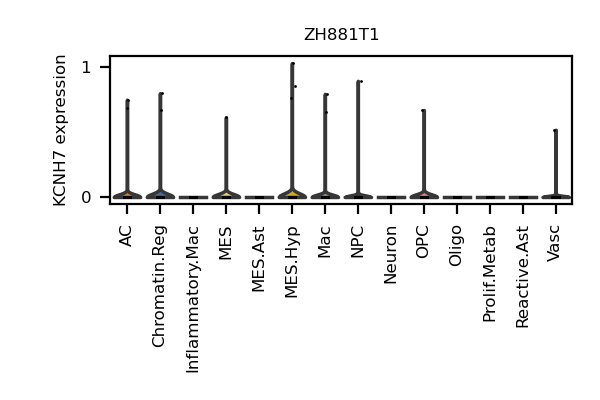 ZH881T1
KCNH7 expression
1
0
AC
Chromatin.Reg
Inflammatory.Mac
MES
MES.Ast
MES.Hyp
Mac
NPC
Neuron
OPC
Oligo
Prolif.Metab
Reactive.Ast
Vasc